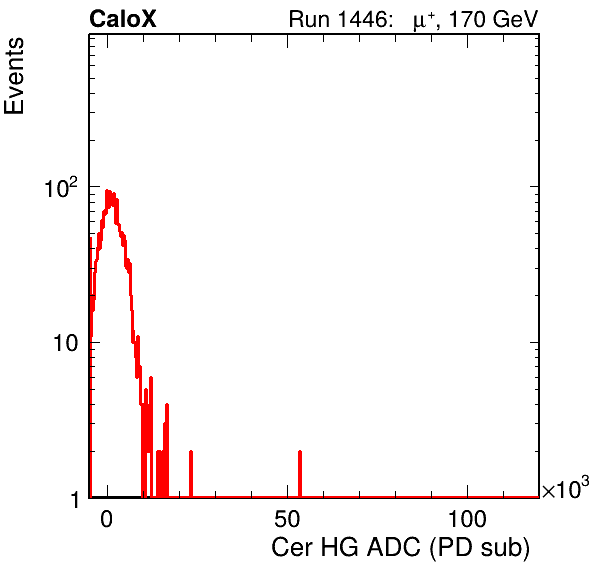 CaloX Run 1446: μ⁺, 170 GeV
Events
10²
10
1
0 50 100 ×10³
Cer HG ADC (PD sub)